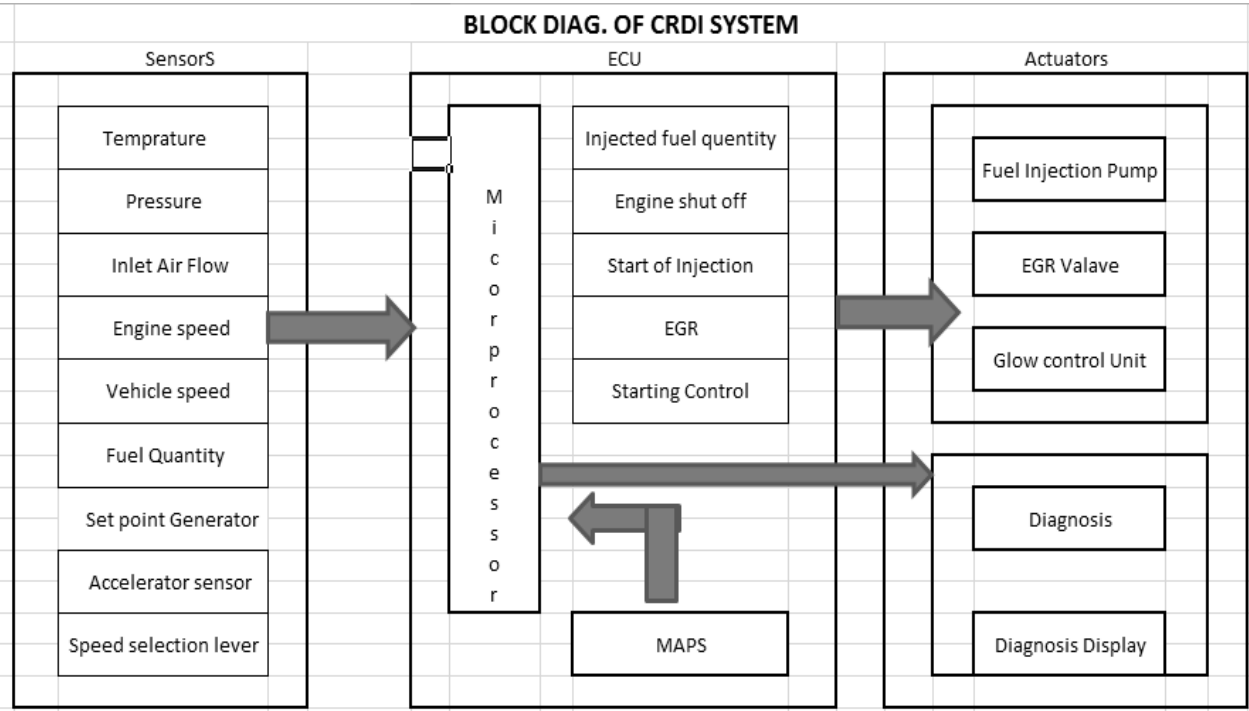 BLOCK DIAG. OF CRDI SYSTEM
SensorS
ECU
Actuators
Temprature
Pressure
Inlet Air Flow
Engine speed
Vehicle speed
Fuel Quantity
Set point Generator
Accelerator sensor
Speed selection lever
M
i
c
o
r
p
r
o
c
e
s
s
o
r
Injected fuel quentity
Engine shut off
Start of Injection
EGR
Starting Control
MAPS
Fuel Injection Pump
EGR Valave
Glow control Unit
Diagnosis
Diagnosis Display